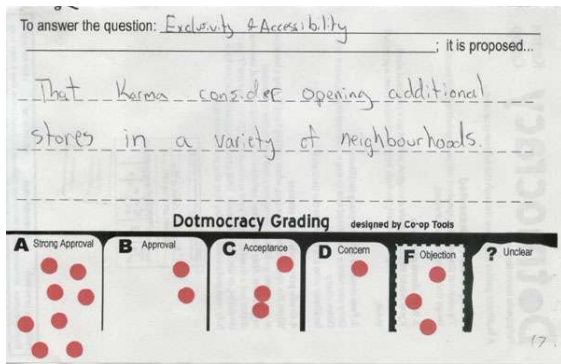 To answer the question: Exclusivity & Accessibility
; it is proposed...
That Karma consider opening additional
stores in a variety of neighbourhoods.
Dotmocracy Grading designed by Co-op Tools
A Strong Approval B Approval C Acceptance D Concern F Objection ? Unclear
17